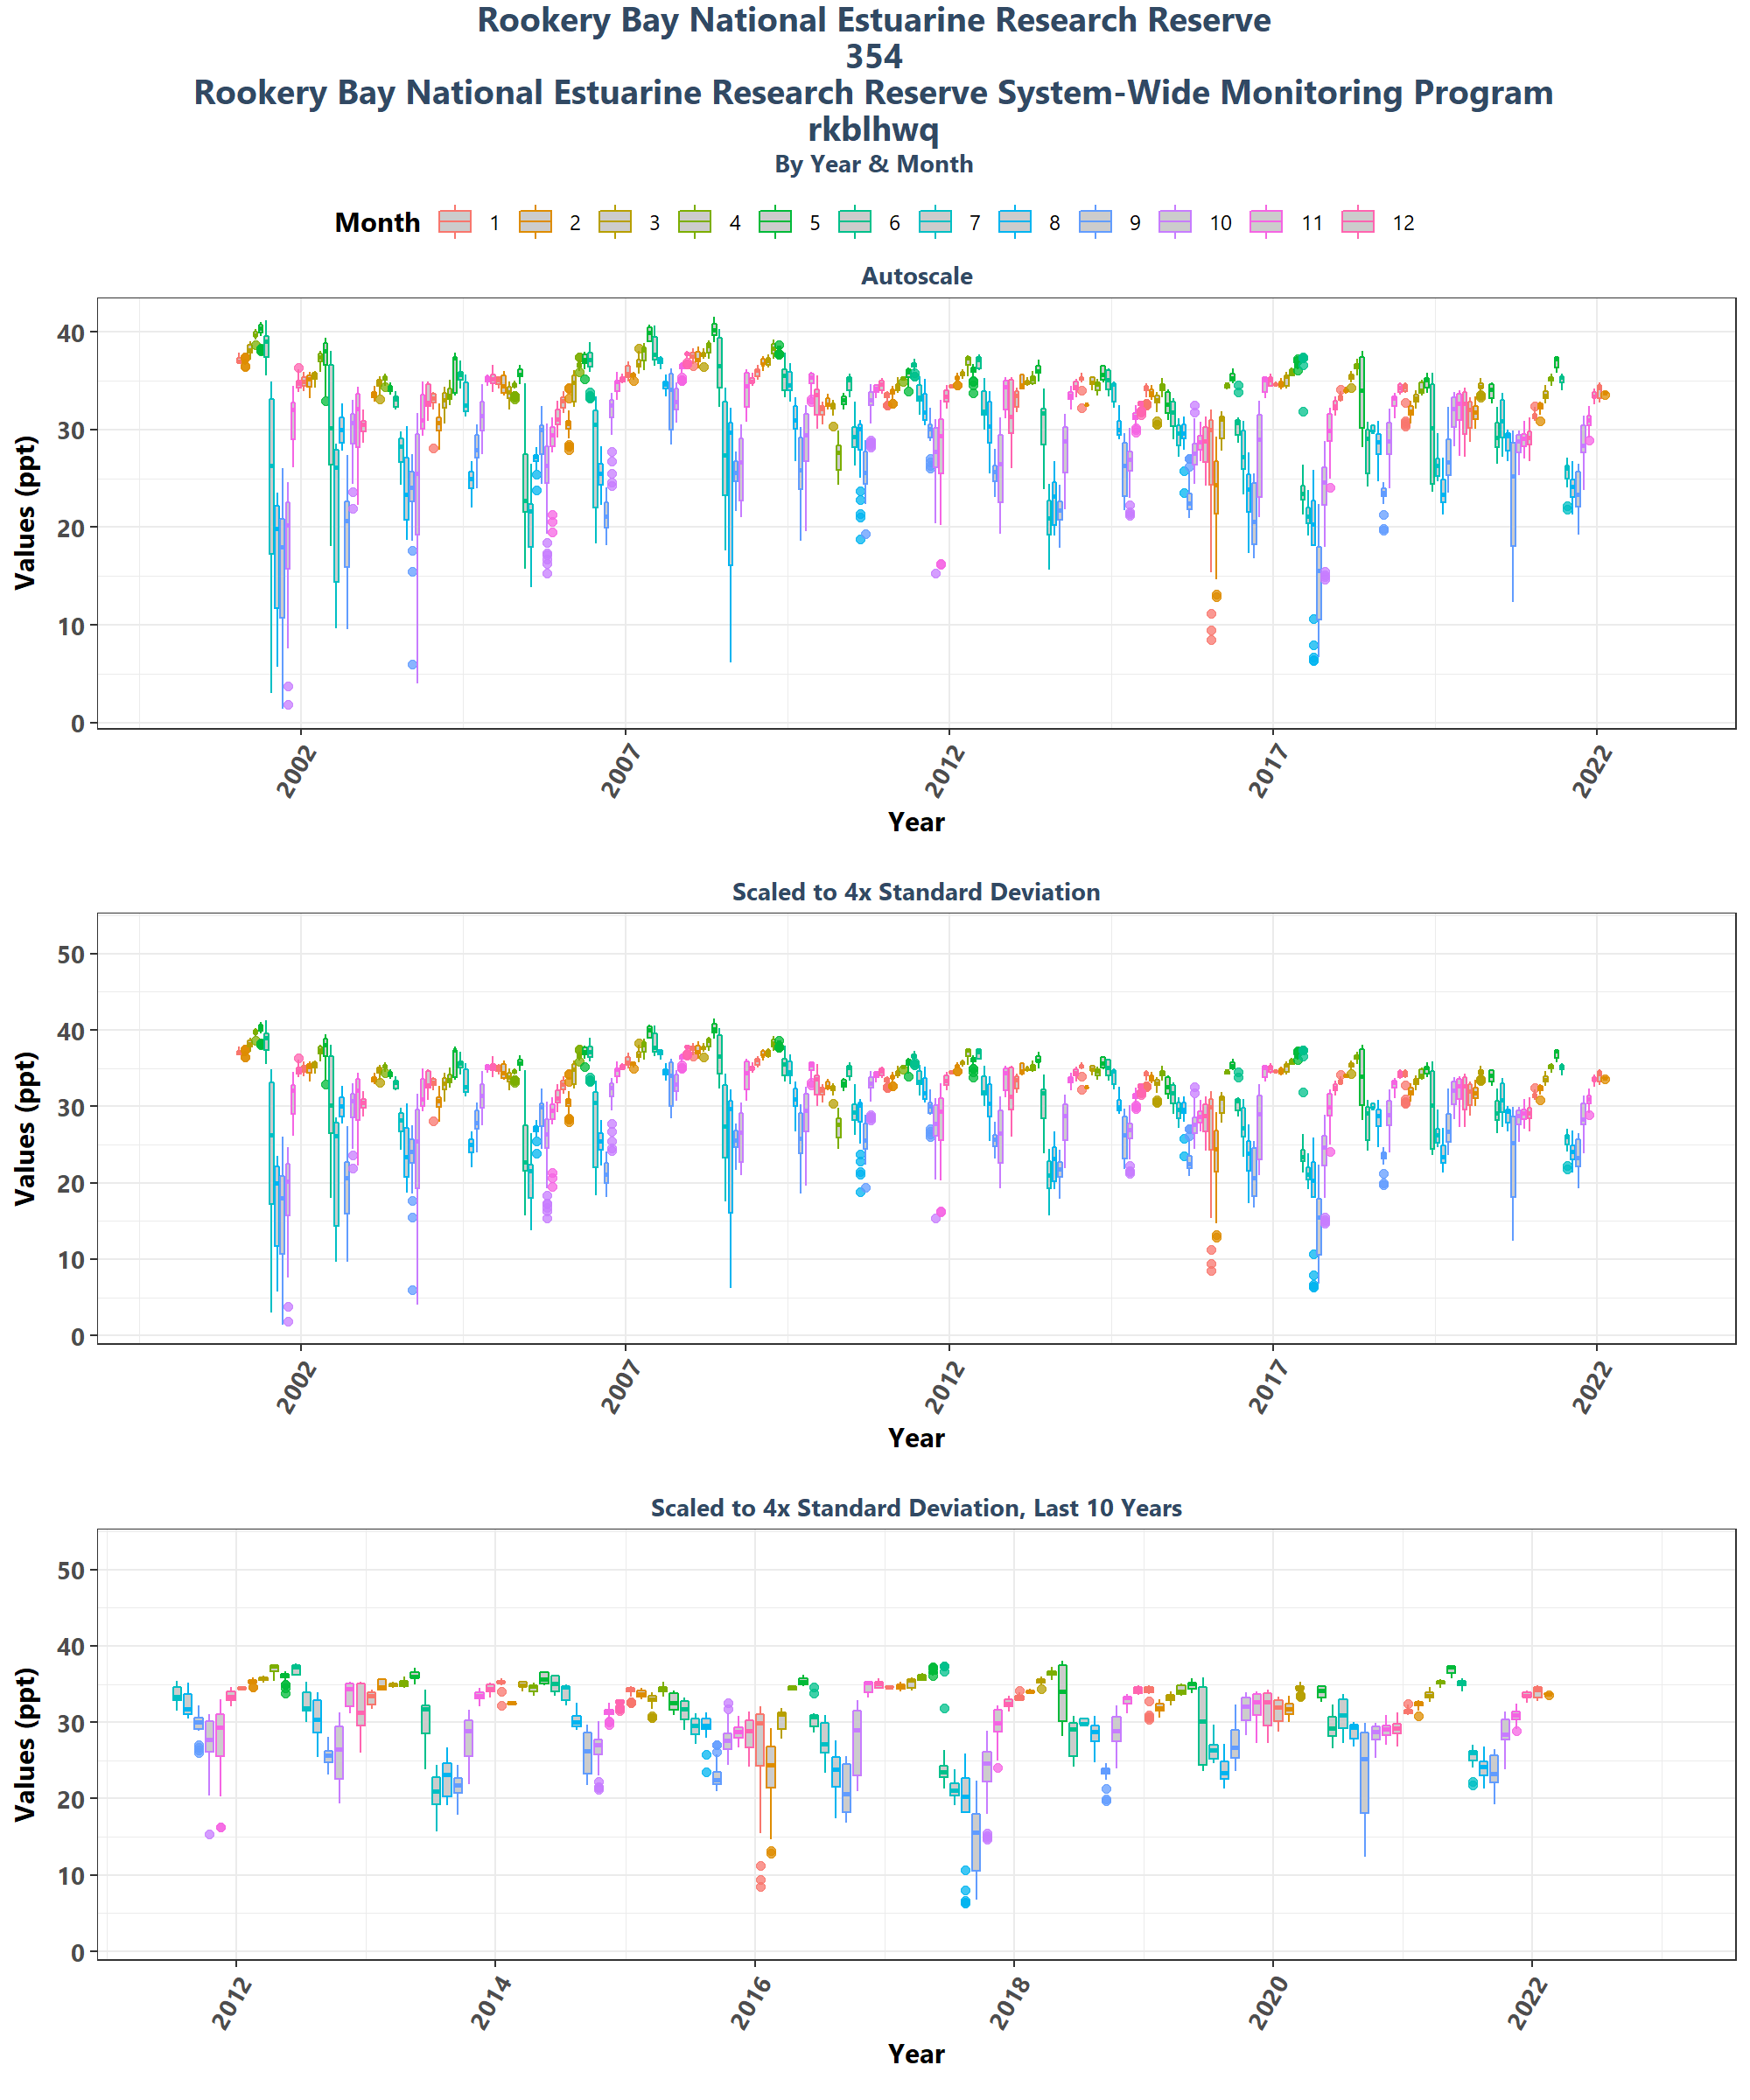 Rookery Bay National Estuarine Research Reserve
354
Rookery Bay National Estuarine Research Reserve System-Wide Monitoring Program
rkblhwq
By Year & Month
Month 1 2 3 4 5 6 7 8 9 10 11 12
Autoscale
Values (ppt)
40
30
20
10
0
2002 2007 2012 2017 2022
Year
Scaled to 4x Standard Deviation
Values (ppt)
50
40
30
20
10
0
2002 2007 2012 2017 2022
Year
Scaled to 4x Standard Deviation, Last 10 Years
Values (ppt)
50
40
30
20
10
0
2012 2014 2016 2018 2020 2022
Year